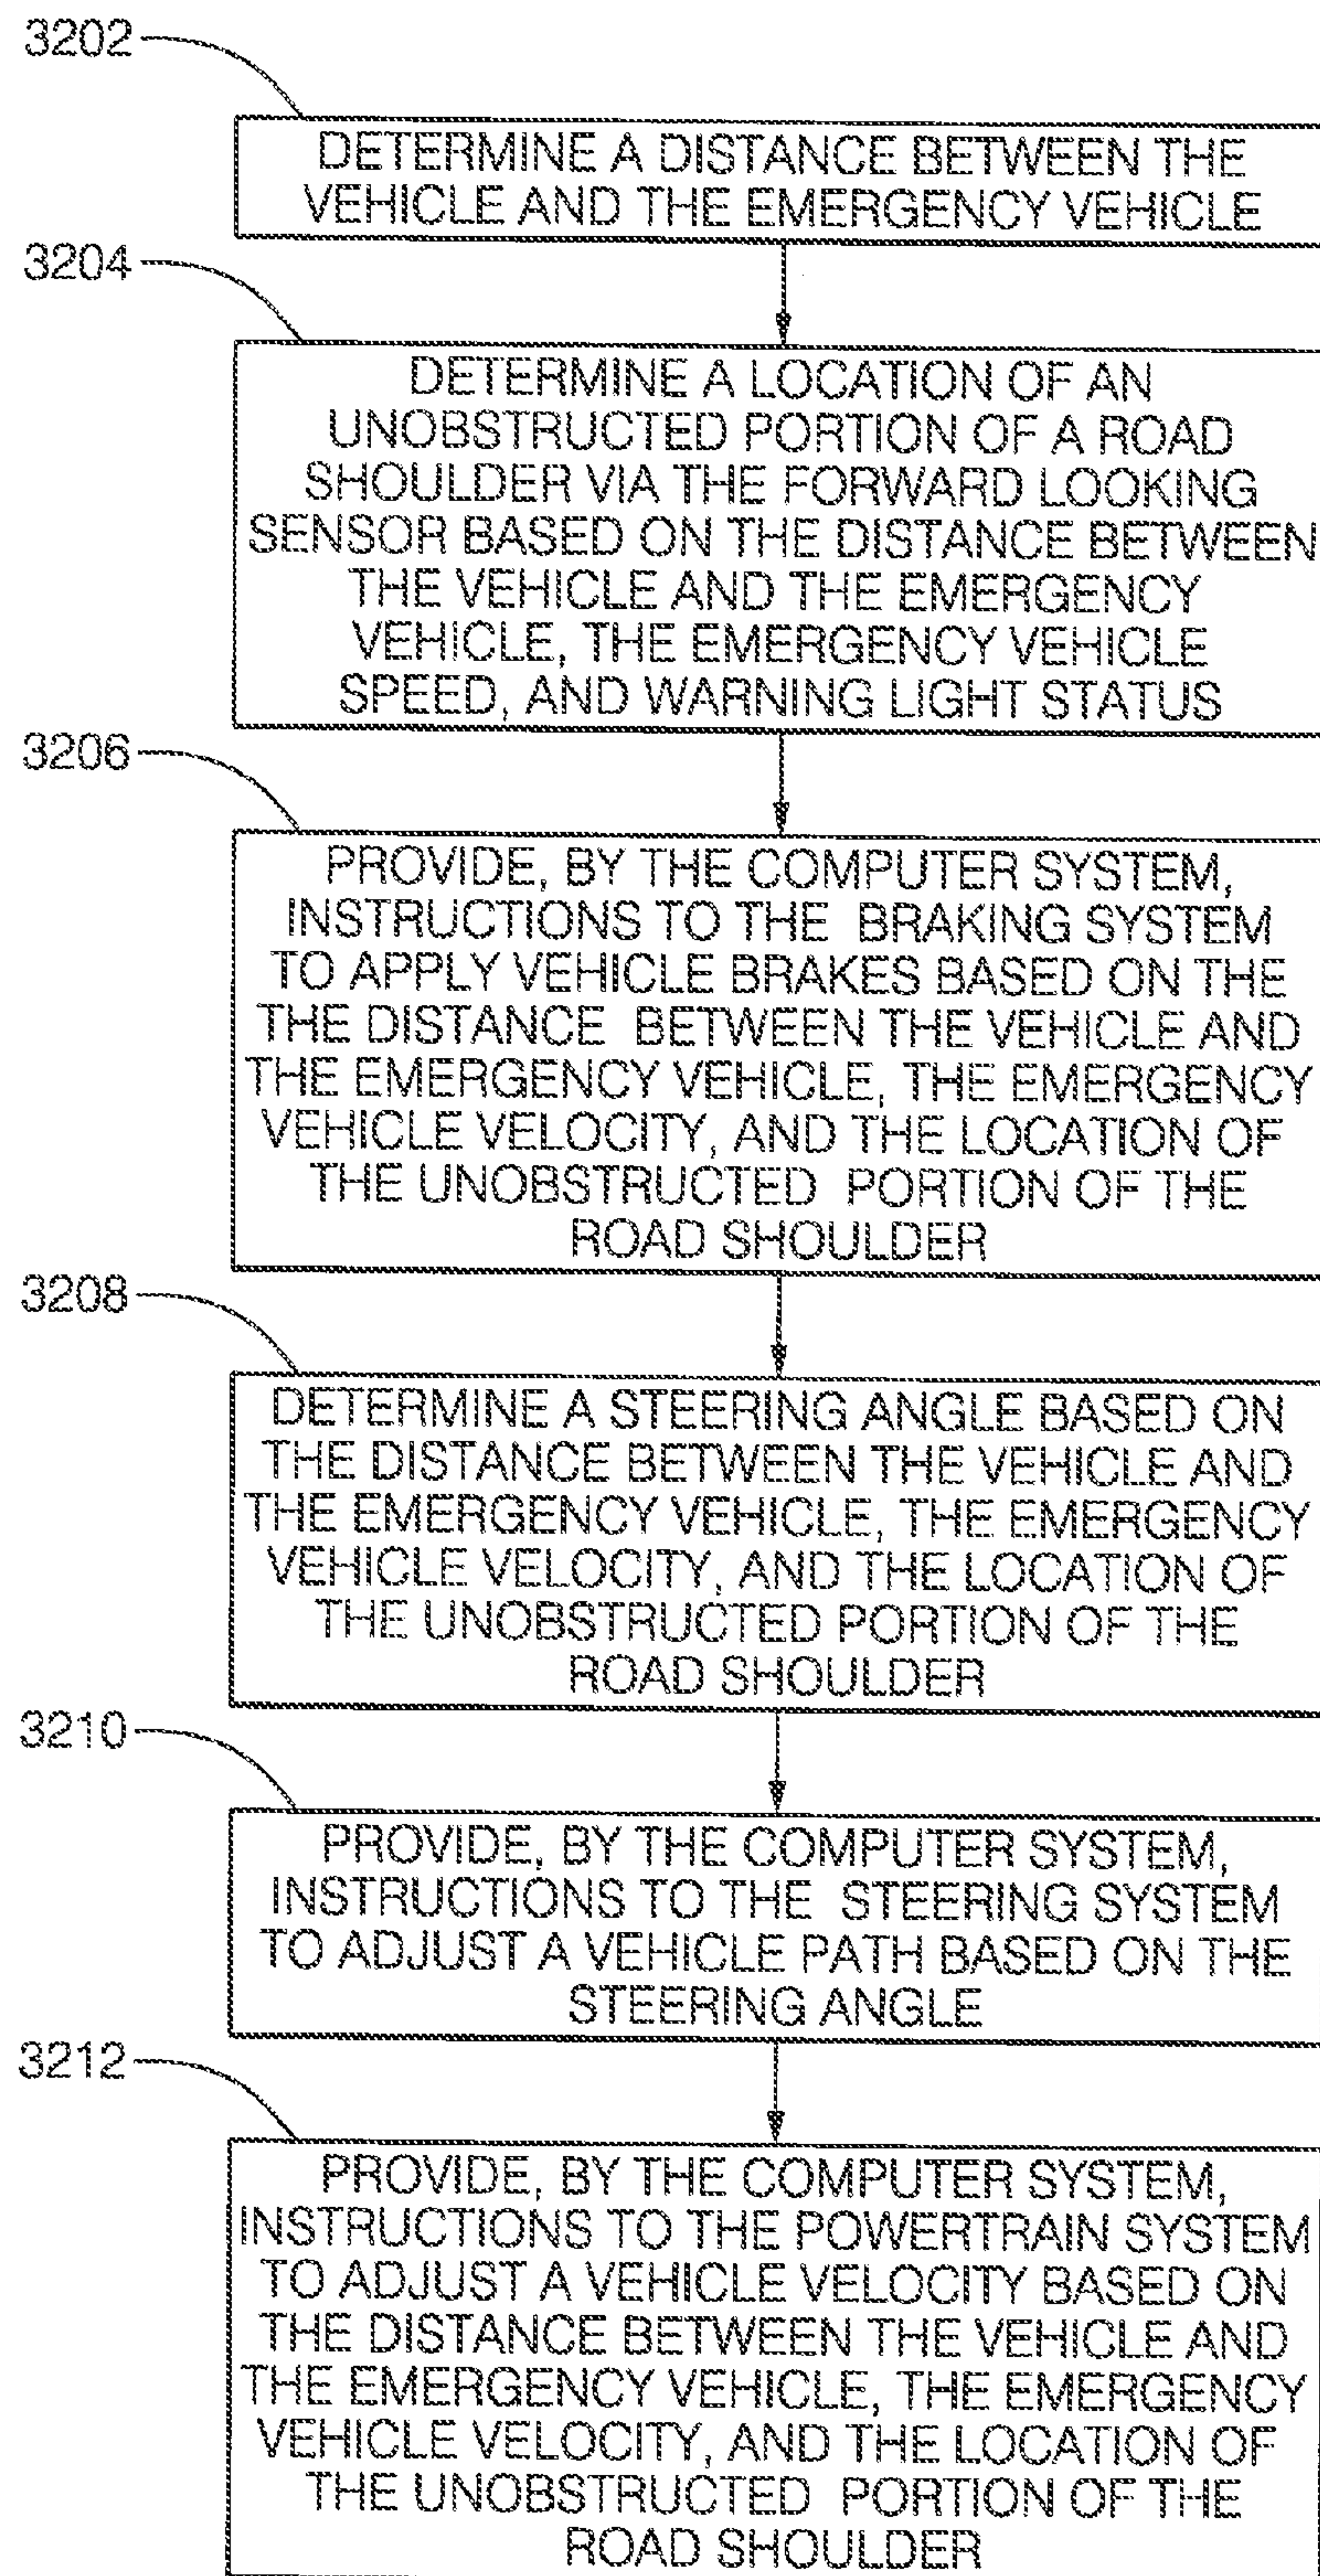 3202
DETERMINE A DISTANCE BETWEEN THE
VEHICLE AND THE EMERGENCY VEHICLE
3204
DETERMINE A LOCATION OF AN
UNOBSTRUCTED PORTION OF A ROAD
SHOULDER VIA THE FORWARD LOOKING
SENSOR BASED ON THE DISTANCE BETWEEN
THE VEHICLE AND THE EMERGENCY
VEHICLE, THE EMERGENCY VEHICLE
SPEED, AND WARNING LIGHT STATUS
3206
PROVIDE, BY THE COMPUTER SYSTEM,
INSTRUCTIONS TO THE BRAKING SYSTEM
TO APPLY VEHICLE BRAKES BASED ON THE
THE DISTANCE BETWEEN THE VEHICLE AND
THE EMERGENCY VEHICLE, THE EMERGENCY
VEHICLE VELOCITY, AND THE LOCATION OF
THE UNOBSTRUCTED PORTION OF THE
ROAD SHOULDER
3208
DETERMINE A STEERING ANGLE BASED ON
THE DISTANCE BETWEEN THE VEHICLE AND
THE EMERGENCY VEHICLE, THE EMERGENCY
VEHICLE VELOCITY, AND THE LOCATION OF
THE UNOBSTRUCTED PORTION OF THE
ROAD SHOULDER
3210
PROVIDE, BY THE COMPUTER SYSTEM,
INSTRUCTIONS TO THE STEERING SYSTEM
TO ADJUST A VEHICLE PATH BASED ON THE
STEERING ANGLE
3212
PROVIDE, BY THE COMPUTER SYSTEM,
INSTRUCTIONS TO THE POWERTRAIN SYSTEM
TO ADJUST A VEHICLE VELOCITY BASED ON
THE DISTANCE BETWEEN THE VEHICLE AND
THE EMERGENCY VEHICLE, THE EMERGENCY
VEHICLE VELOCITY, AND THE LOCATION OF
THE UNOBSTRUCTED PORTION OF THE
ROAD SHOULDER